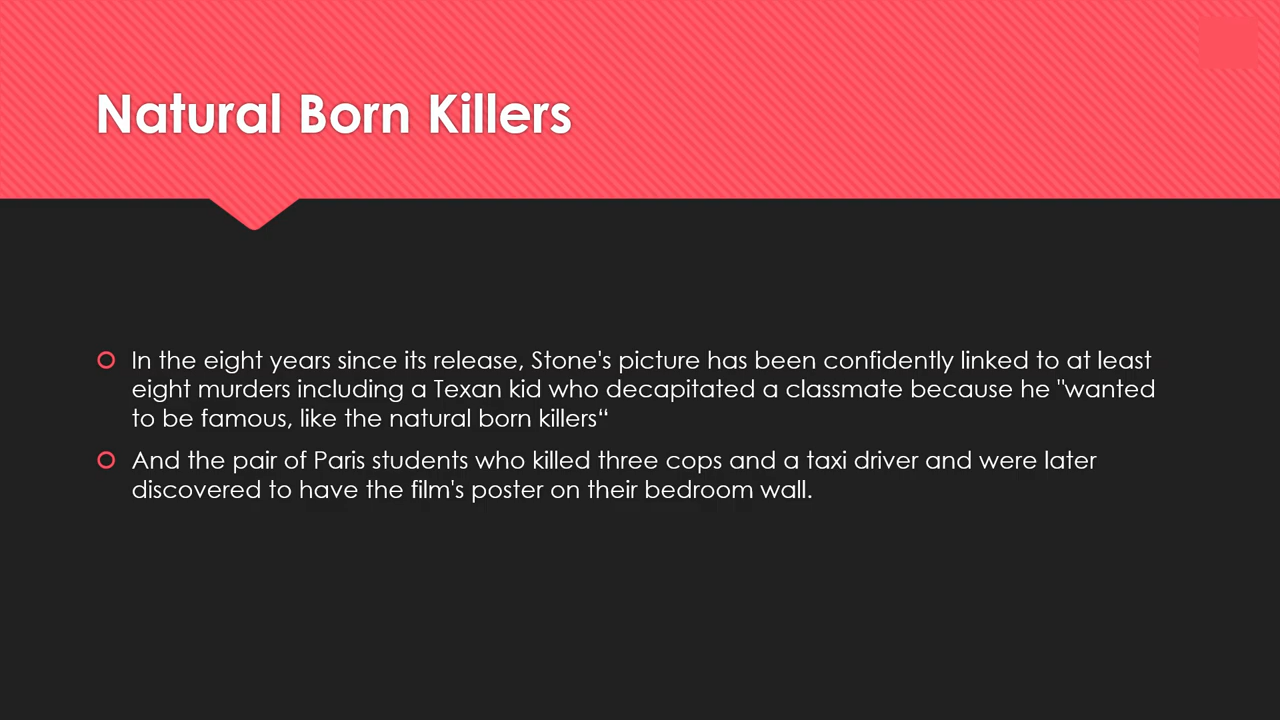 Natural Born Killers
In the eight years since its release, Stone's picture has been confidently linked to at least
eight murders including a Texan kid who decapitated a classmate because he "wanted
to be famous, like the natural born killers“
And the pair of Paris students who killed three cops and a taxi driver and were later
discovered to have the film's poster on their bedroom wall.